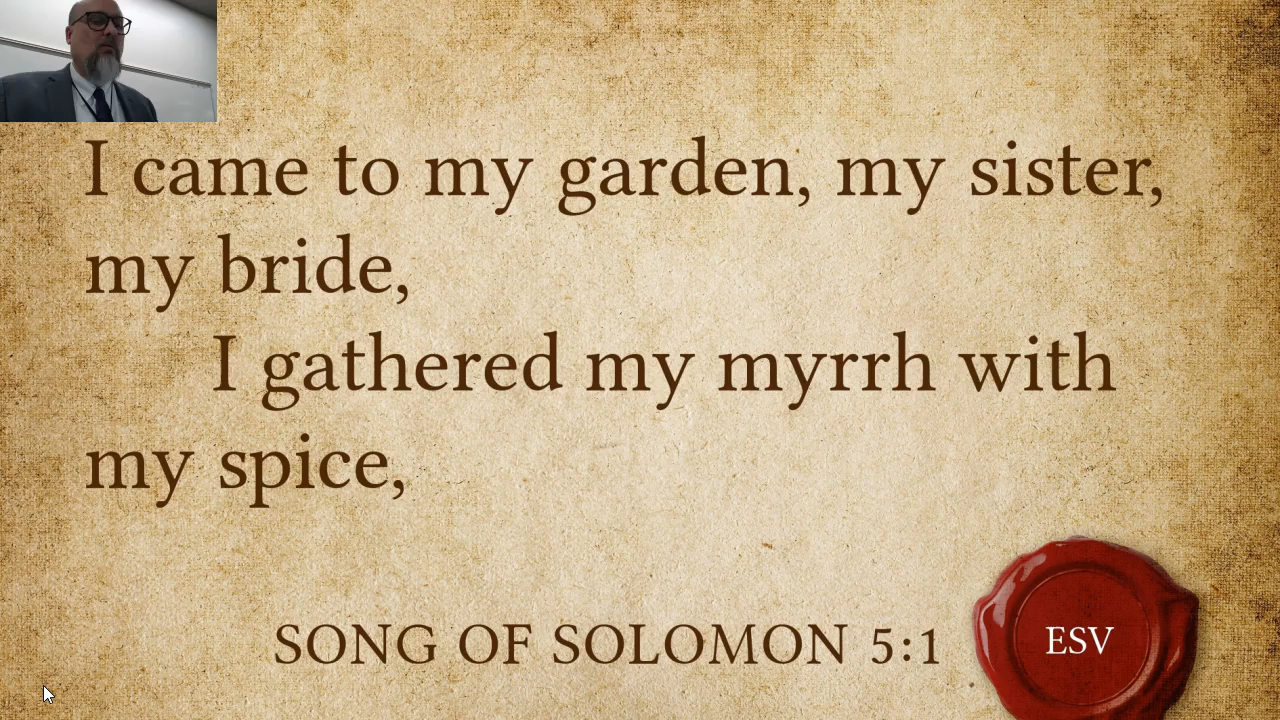 I came to my garden, my sister,
my bride,
I gathered my myrrh with
my spice,
SONG OF SOLOMON 5:1
ESV